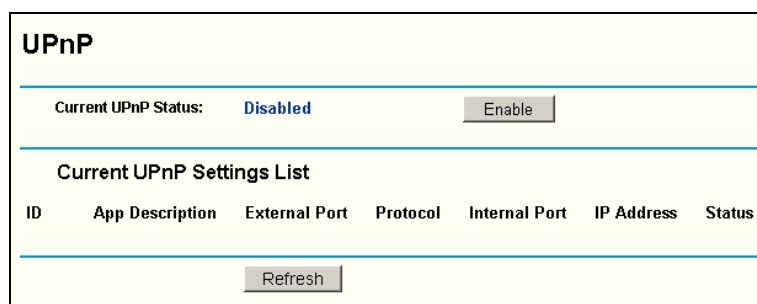 UPnP
Current UPnP Status: Disabled Enable
Current UPnP Settings List
ID App Description External Port Protocol Internal Port IP Address Status
Refresh